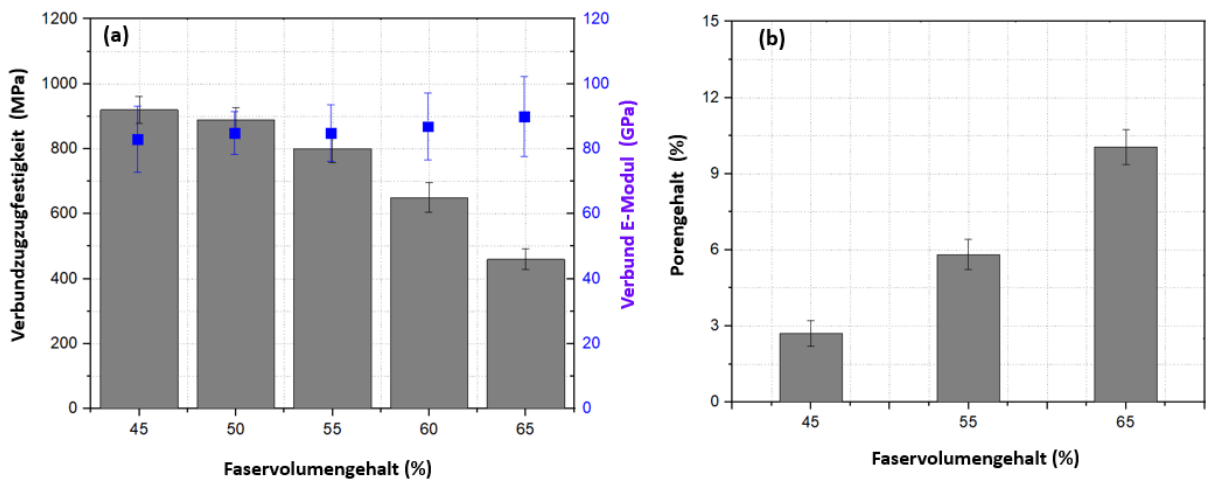 (a)
Verbundzugzugfestigkeit (MPa)
1200
1000
800
600
400
200
0
45 50 55 60 65
Faservolumengehalt (%)
120
100
80
60
40
20
0
Verbund E-Modul (GPa)
(b)
Porengehalt (%)
15
12
9
6
3
0
45 55 65
Faservolumengehalt (%)